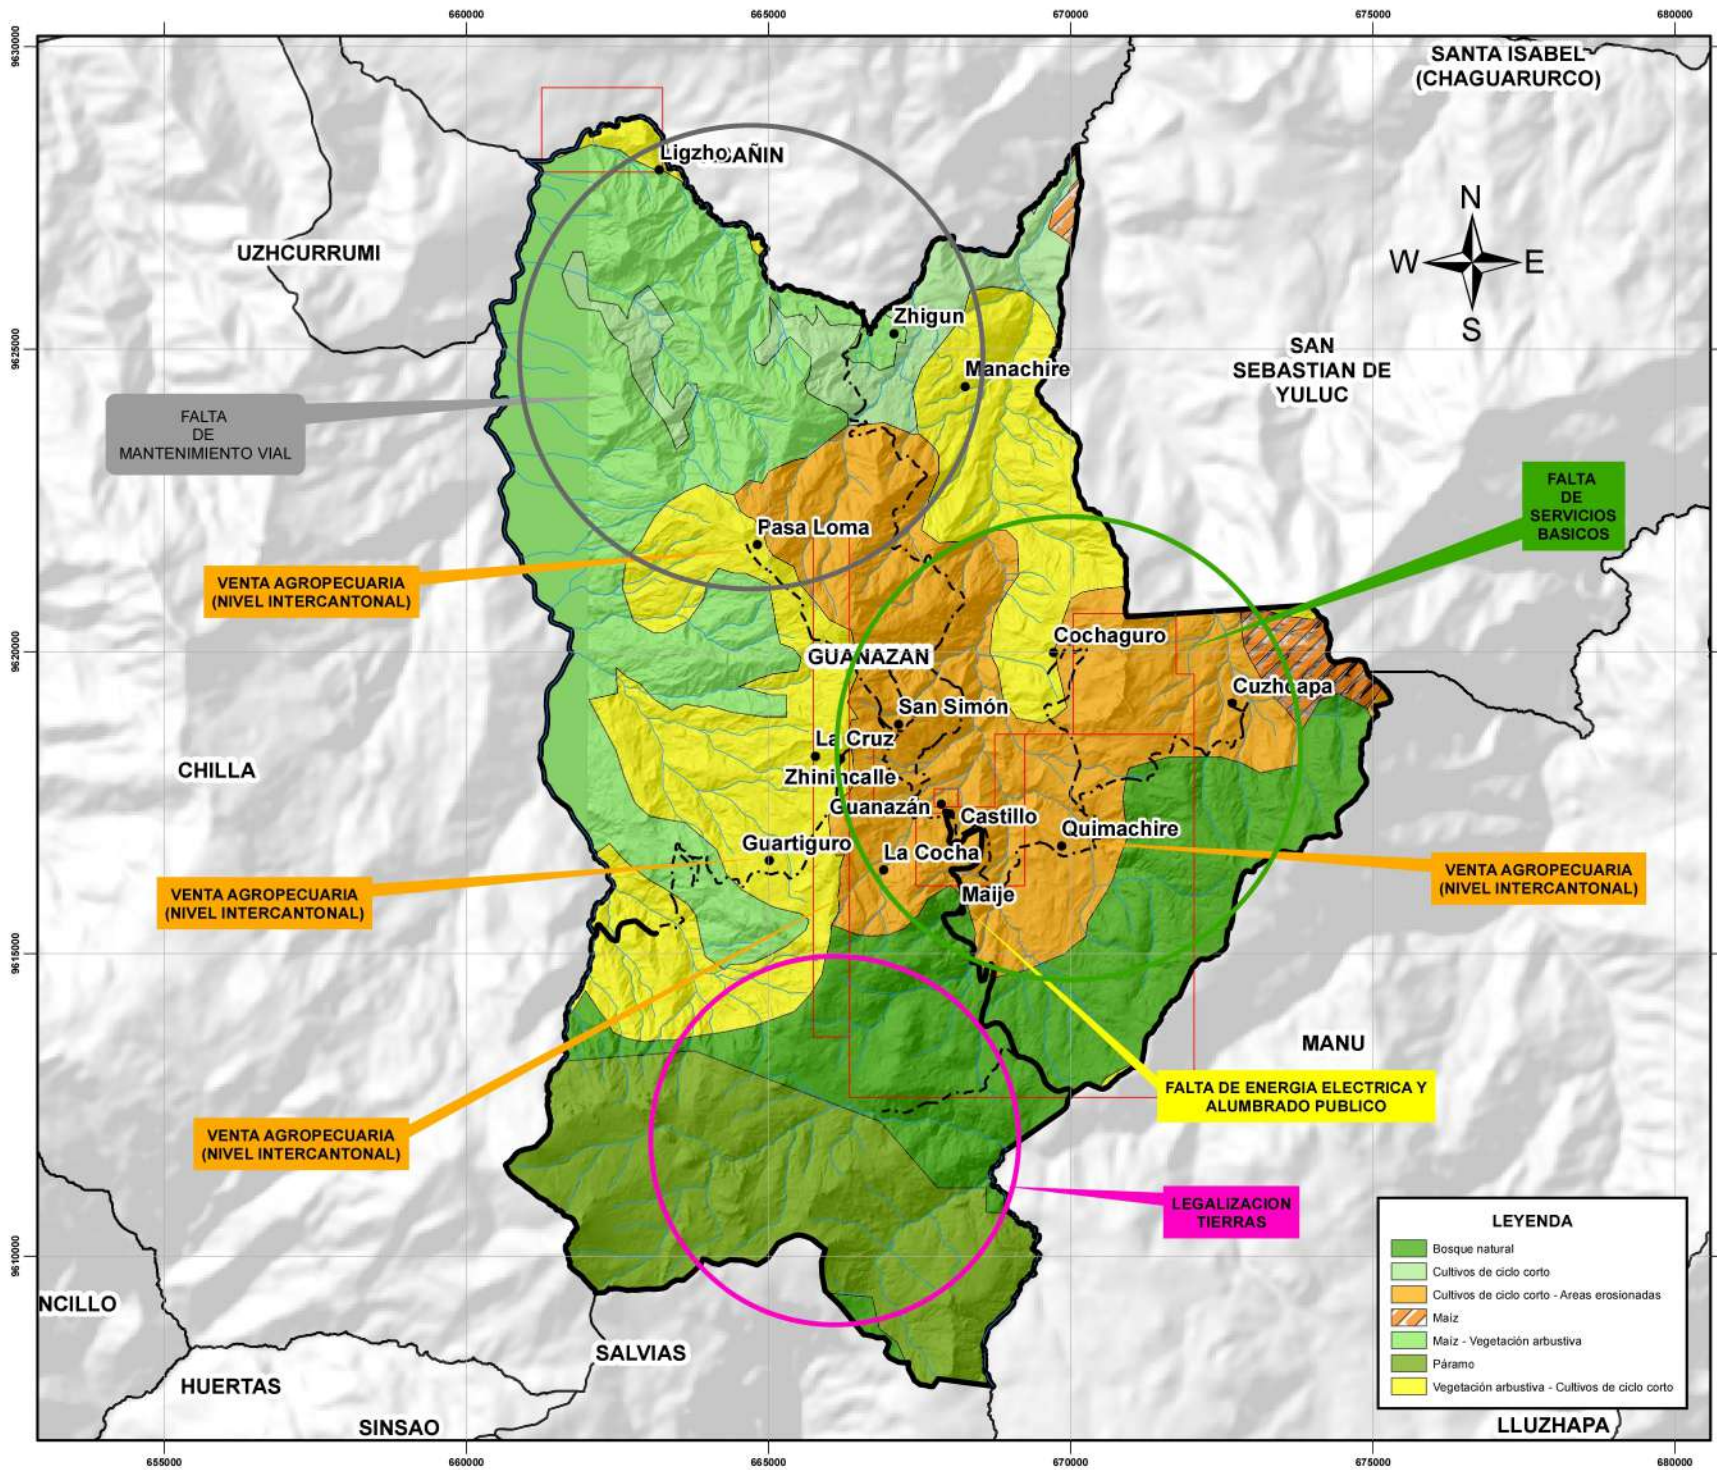 660000
665000
670000
675000
680000
9630000
SANTA ISABEL
(CHAGUARURCO)
Ligzho
AÑIN
N
W
E
S
UZHCURRUMI
Zhigun
9625000
SAN
SEBASTIAN DE
YULUC
Manachire
FALTA
DE
MANTENIMIENTO VIAL
FALTA
DE
SERVICIOS
BASICOS
Pasa Loma
VENTA AGROPECUARIA
(NIVEL INTERCANTONAL)
9620000
Cochaguro
GUANAZAN
Cuzhcapa
San Simón
La Cruz
CHILLA
Zhinincalle
Guanazán
Castillo
Quimachire
Guartiguro
La Cocha
VENTA AGROPECUARIA
(NIVEL INTERCANTONAL)
VENTA AGROPECUARIA
(NIVEL INTERCANTONAL)
Maije
9615000
MANU
FALTA DE ENERGIA ELECTRICA Y
ALUMBRADO PUBLICO
VENTA AGROPECUARIA
(NIVEL INTERCANTONAL)
LEGALIZACION
TIERRAS
9610000
LEYENDA
Bosque natural
Cultivos de ciclo corto
Cultivos de ciclo corto - Areas erosionadas
Maíz
Maíz - Vegetación arbustiva
Páramo
Vegetación arbustiva - Cultivos de ciclo corto
NCILLO
SALVIAS
HUERTAS
SINSAO
LLUZHAPA
655000
660000
665000
670000
675000
680000